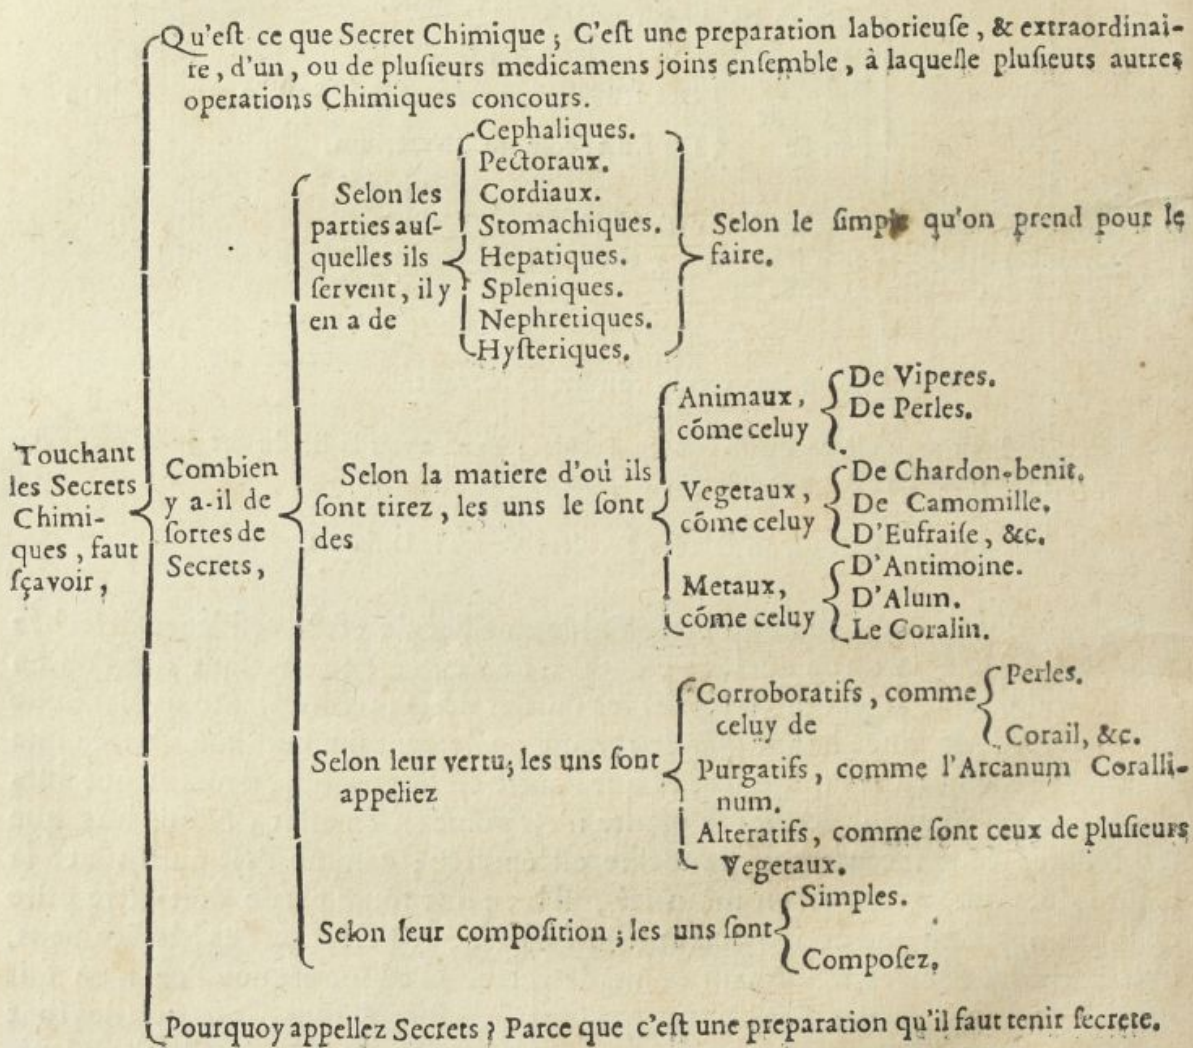 Qu'eſt ce que Secret Chimique ; C'eſt une preparation laborieuſe, & extraordinai-
re, d'un, ou de pluſieurs medicamens joins enſemble, à laquelle pluſieuts autres
operations Chimiques concours.
Touchant
les Secrets
Chimi-
ques, faut
ſçavoir,
Combien
y a-il de
ſortes de
Secrets,
Selon les
parties auſ-
quelles ils
ſervent, il y
en a de
Cephaliques.
Pectoraux.
Cordiaux.
Stomachiques.
Hepatiques.
Spleniques.
Nephretiques.
Hyſteriques.
Selon le ſimple qu'on prend pour le
faire.
Selon la matiere d'où ils
ſont tirez, les uns le ſont
des
Animaux,
cóme celuy
De Viperes.
De Perles.
Vegetaux,
cóme celuy
De Chardon-benit.
De Camomille.
D'Eufraiſe, &c.
Metaux,
cóme celuy
D'Antimoine.
D'Alum.
Le Coralin.
Selon leur vertu; les uns ſont
appellez
Corroboratifs, comme
celuy de
Perles.
Corail, &c.
Purgatifs, comme l'Arcanum Coralli-
num.
Alteratifs, comme ſont ceux de pluſieurs
Vegetaux.
Selon leur compoſition ; les uns ſont
Simples.
Compoſez.
Pourquoy appellez Secrets ? Parce que c'eſt une preparation qu'il faut tenir ſecrete.